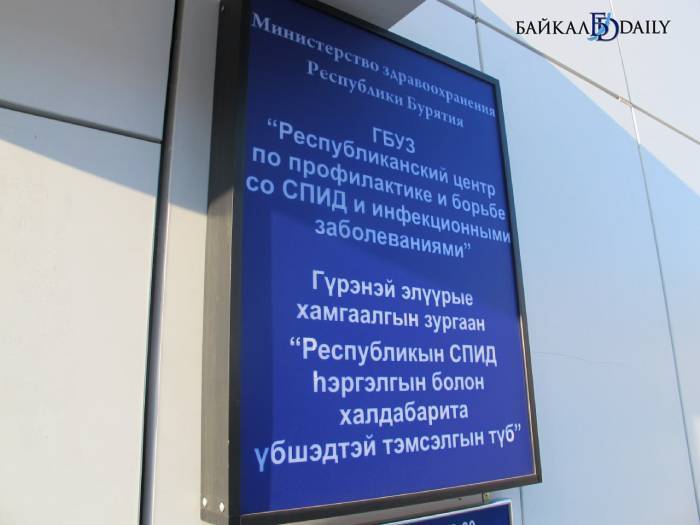 БАЙКАЛ DAILY
Министерство здравоохранения
Республики Бурятия
ГБУЗ
“Республиканский центр
по профилактике и борьбе
со СПИД и инфекционными
заболеваниями”
Гүрэнэй элүүрые
хамгаалгын зургаан
“Республикын СПИД
һэргэлгын болон
халдабарита
үбшэдтэй тэмсэлгын түб”